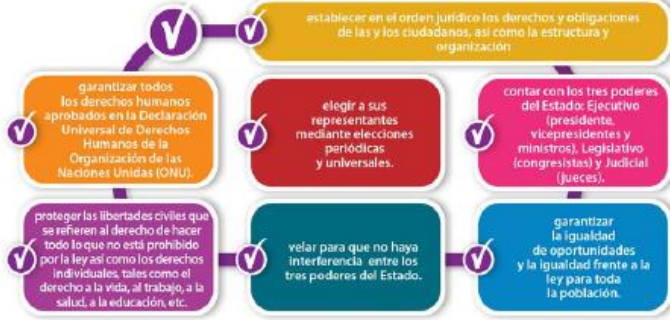 establecer en el orden jurídico los derechos y obligaciones
de las y los ciudadanos, así como la estructura y
organización
garantizar todos
los derechos humanos
aprobados en la Declaración
Universal de Derechos
Humanos de la
Organización de las
Naciones Unidas (ONU).
elegir a sus
representantes
mediante elecciones
periódicas
y universales.
contar con los tres poderes
del Estado: Ejecutivo
(presidente,
vicepresidentes y
ministros), Legislativo
(congresistas) y Judicial
(jueces).
proteger las libertades civiles que
se refieren al derecho de hacer
todo lo que no está prohibido
por la ley así como los derechos
individuales, tales como el
derecho a la vida, al trabajo, a la
salud, a la educación, etc.
velar para que no haya
interferencia entre los
tres poderes del Estado.
garantizar
la igualdad
de oportunidades
y la igualdad frente a la
ley para toda
la población.